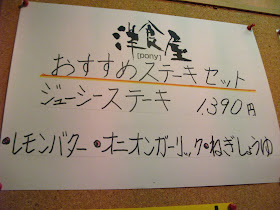 洋食屋
[pony]
おすすめステーキセット
ジューシーステーキ 1,390円
•レモンバター•オニオンガーリック•ねぎしょうゆ